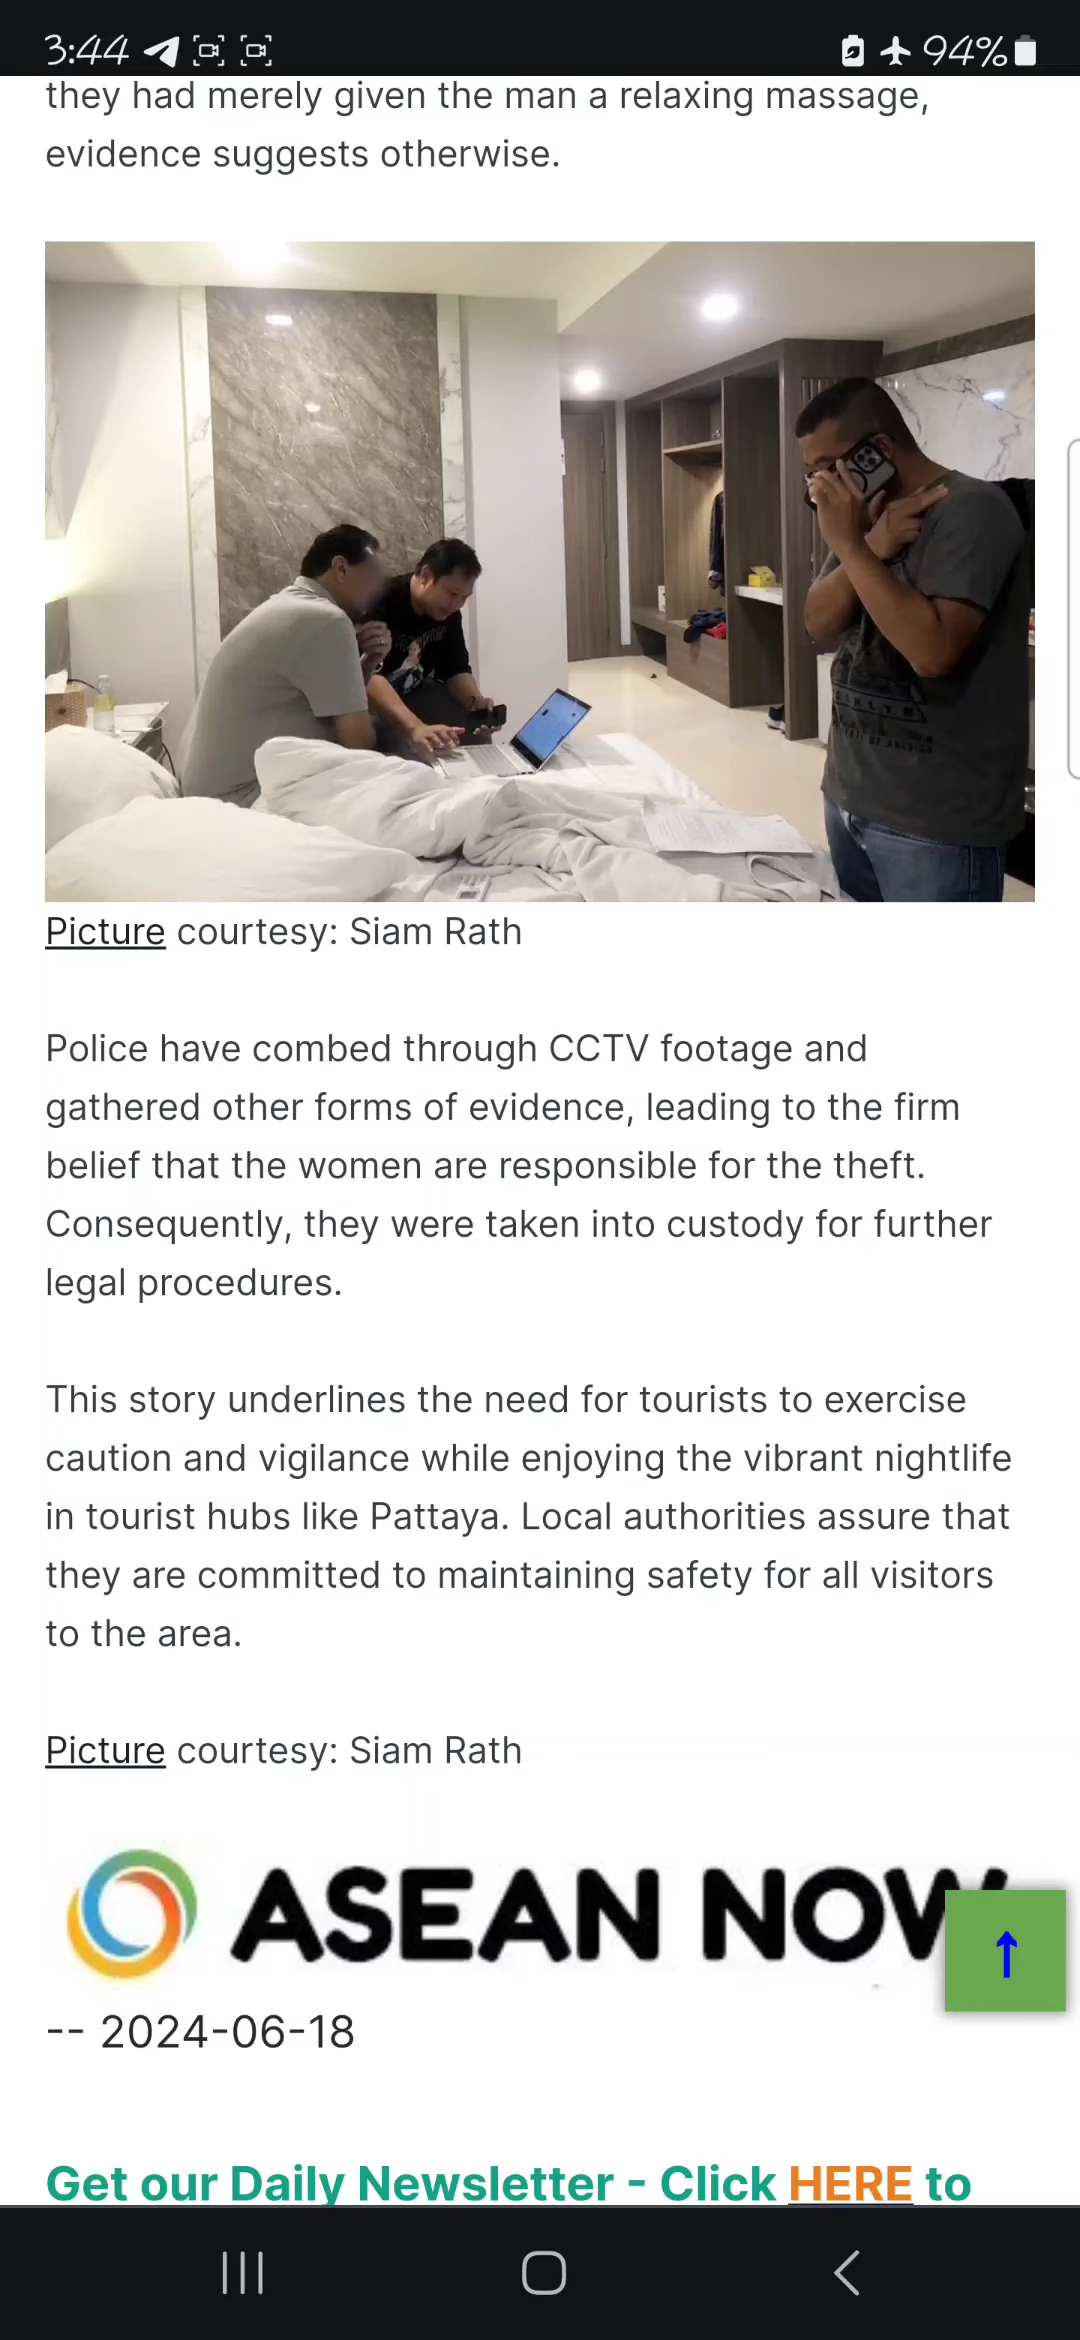 3:44
94%
they had merely given the man a relaxing massage,
evidence suggests otherwise.
Picture courtesy: Siam Rath
Police have combed through CCTV footage and
gathered other forms of evidence, leading to the firm
belief that the women are responsible for the theft.
Consequently, they were taken into custody for further
legal procedures.
This story underlines the need for tourists to exercise
caution and vigilance while enjoying the vibrant nightlife
in tourist hubs like Pattaya. Local authorities assure that
they are committed to maintaining safety for all visitors
to the area.
Picture courtesy: Siam Rath
ASEAN NOW
↑
-- 2024-06-18
Get our Daily Newsletter - Click HERE to